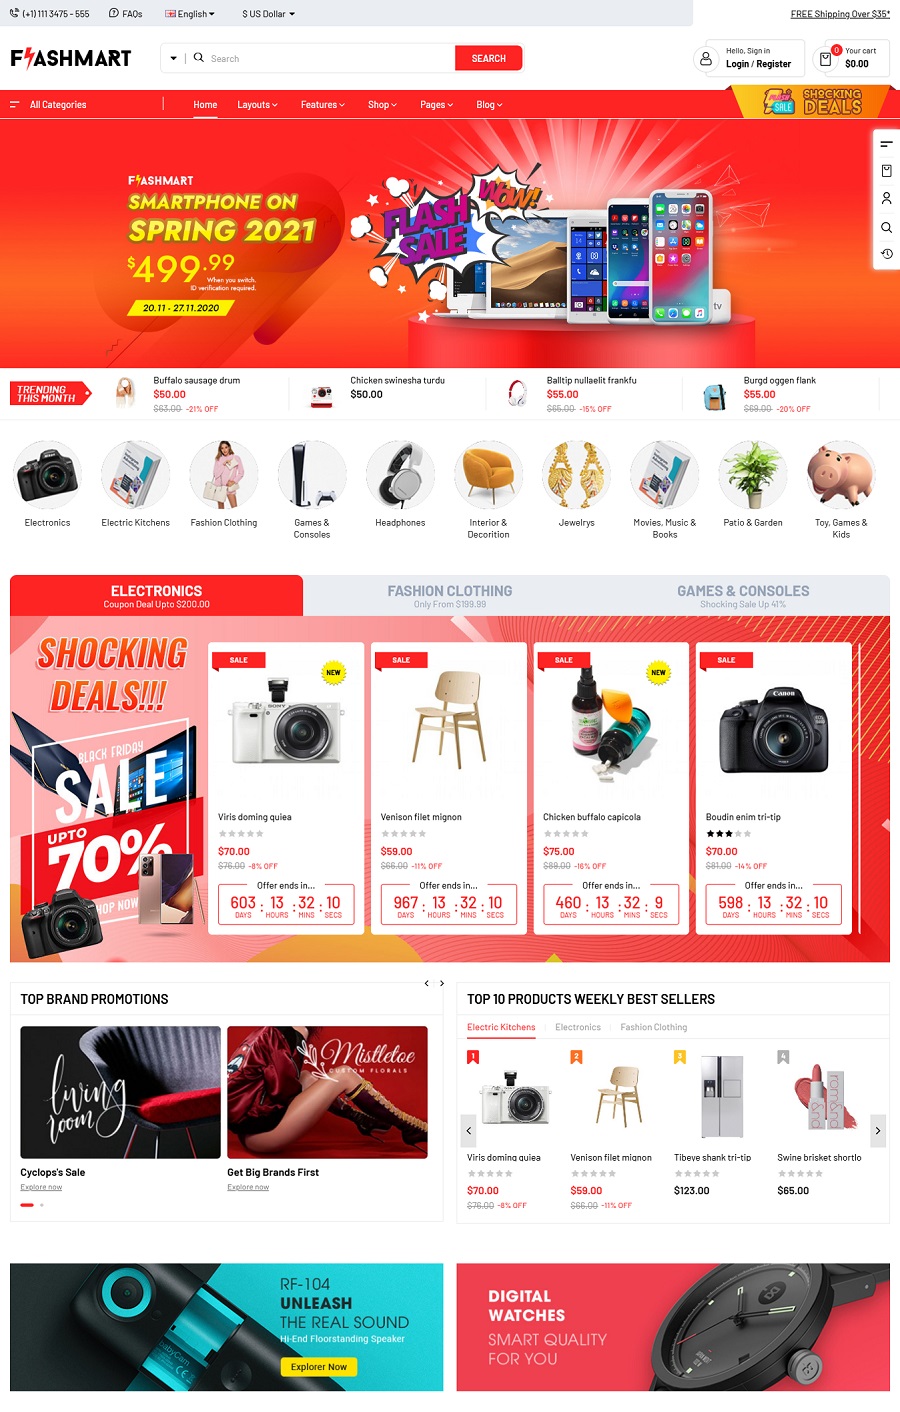 (+1) 111 3475 - 555
FAQs
English
$ US Dollar
FREE Shipping Over $35*
FLASHMART
Search
SEARCH
Hello, Sign in
Login / Register
0
Your cart
$0.00
All Categories
Home
Layouts
Features
Shop
Pages
Blog
FLASH
SALE
SHOCKING
DEALS
FLASHMART
SMARTPHONE ON
SPRING 2021
$499.99
When you switch.
ID verification required.
20.11 - 27.11.2020
FLASH
SALE
WOW!
tv
TRENDING
THIS MONTH
Buffalo sausage drum
$50.00
$63.00 -21% OFF
Chicken swinesha turdu
$50.00
Balltip nullaelit frankfu
$55.00
$65.00 -15% OFF
Burgd oggen flank
$55.00
$69.00 -20% OFF
Electronics
Electric Kitchens
Fashion Clothing
Games &
Consoles
Headphones
Interior &
Decorition
Jewelrys
Movies, Music &
Books
Patio & Garden
Toy, Games &
Kids
ELECTRONICS
Coupon Deal Upto $200.00
FASHION CLOTHING
Only From $199.99
GAMES & CONSOLES
Shocking Sale Up 41%
SHOCKING
DEALS!!!
BLACK FRIDAY
SALE
UPTO
70%
SHOP NOW
SALE
NEW
SONY
Viris doming quiea
$70.00
$76.00 -8% OFF
Offer ends in...
603 : 13 : 32 : 10
DAYS HOURS MINS SECS
SALE
Venison filet mignon
$59.00
$66.00 -11% OFF
Offer ends in...
967 : 13 : 32 : 10
DAYS HOURS MINS SECS
SALE
NEW
Chicken buffalo capicola
$75.00
$89.00 -16% OFF
Offer ends in...
460 : 13 : 32 : 9
DAYS HOURS MINS SECS
SALE
Canon
Boudin enim tri-tip
$70.00
$81.00 -14% OFF
Offer ends in...
598 : 13 : 32 : 10
DAYS HOURS MINS SECS
TOP BRAND PROMOTIONS
living
room
Cyclops's Sale
Explore now
Mistletoe
CUSTOM FLORALS
Get Big Brands First
Explore now
TOP 10 PRODUCTS WEEKLY BEST SELLERS
Electric Kitchens
Electronics
Fashion Clothing
1
Viris doming quiea
$70.00
$76.00 -8% OFF
2
Venison filet mignon
$59.00
$66.00 -11% OFF
3
Tibeye shank tri-tip
$123.00
4
rom&nd
rom&nd
Swine brisket shortlo
$65.00
babyCam
RF-104
UNLEASH
THE REAL SOUND
Hi-End Floorstanding Speaker
Explorer Now
DIGITAL
WATCHES
SMART QUALITY
FOR YOU